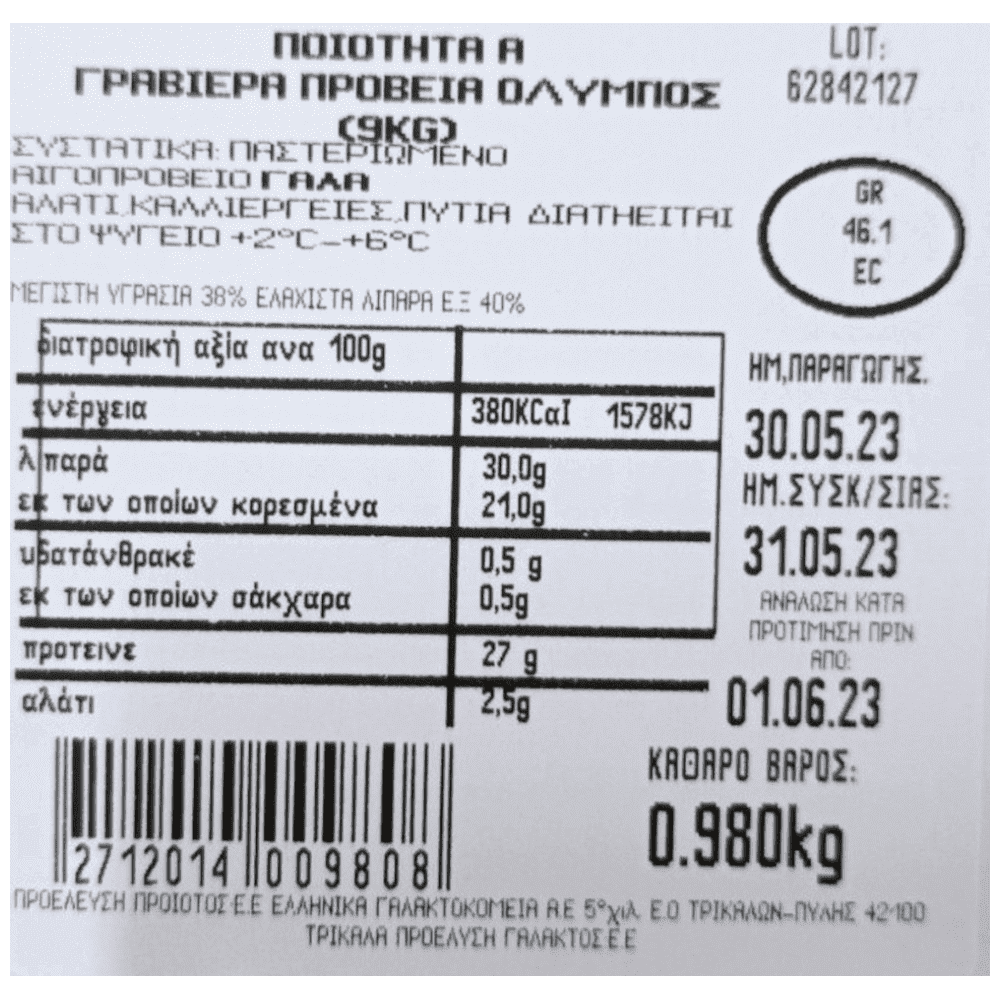 ΠΟΙΟΤΗΤΑ Α
ΓΡΑΒΙΕΡΑ ΠΡΟΒΕΙΑ ΟΛΥΜΠΟΣ
(9KG)
ΣΥΣΤΑΤΙΚΑ: ΠΑΣΤΕΡΙΩΜΕΝΟ
ΑΙΓΟΠΡΟΒΕΙΟ ΓΑΛΑ
ΑΛΑΤΙ,ΚΑΛΛΙΕΡΓΕΙΕΣ,ΠΥΤΙΑ ΔΙΑΤΗΕΙΤΑΙ
ΣΤΟ ΨΥΓΕΙΟ +2°C-+6°C
ΜΕΓΙΣΤΗ ΥΓΡΑΣΙΑ 38% ΕΛΑΧΙΣΤΑ ΛΙΠΑΡΑ Ε.Ξ 40%
διατροφική αξία ανα 100g
ενέργεια 380KCαI 1578KJ
λιπαρά 30,0g
εκ των οποίων κορεσμένα 21,0g
υδατάνθρακέ 0,5 g
εκ των οποίων σάκχαρα 0,5g
προτεινε 27 g
αλάτι 2,5g
2712014 009808
LOT:
62842127
GR
46.1
EC
ΗΜ,ΠΑΡΑΓΩΓΗΣ.
30.05.23
ΗΜ.ΣΥΣΚ/ΣΙΑΣ:
31.05.23
ΑΝΑΛΩΣΗ ΚΑΤΑ
ΠΡΟΤΙΜΗΣΗ ΠΡΙΝ
ΑΠΟ:
01.06.23
ΚΑΘΑΡΟ ΒΑΡΟΣ:
0.980kg
ΠΡΟΕΛΕΥΣΗ ΠΡΟΙΟΤΟΣ:Ε.Ε ΕΛΛΗΝΙΚΑ ΓΑΛΑΚΤΟΚΟΜΕΙΑ Α.Ε 5°χιλ. Ε.Ο ΤΡΙΚΑΛΩΝ-ΠΥΛΗΣ 42-100
ΤΡΙΚΑΛΑ ΠΡΟΕΛΥΣΗ ΓΑΛΑΚΤΟΣ:Ε.Ε